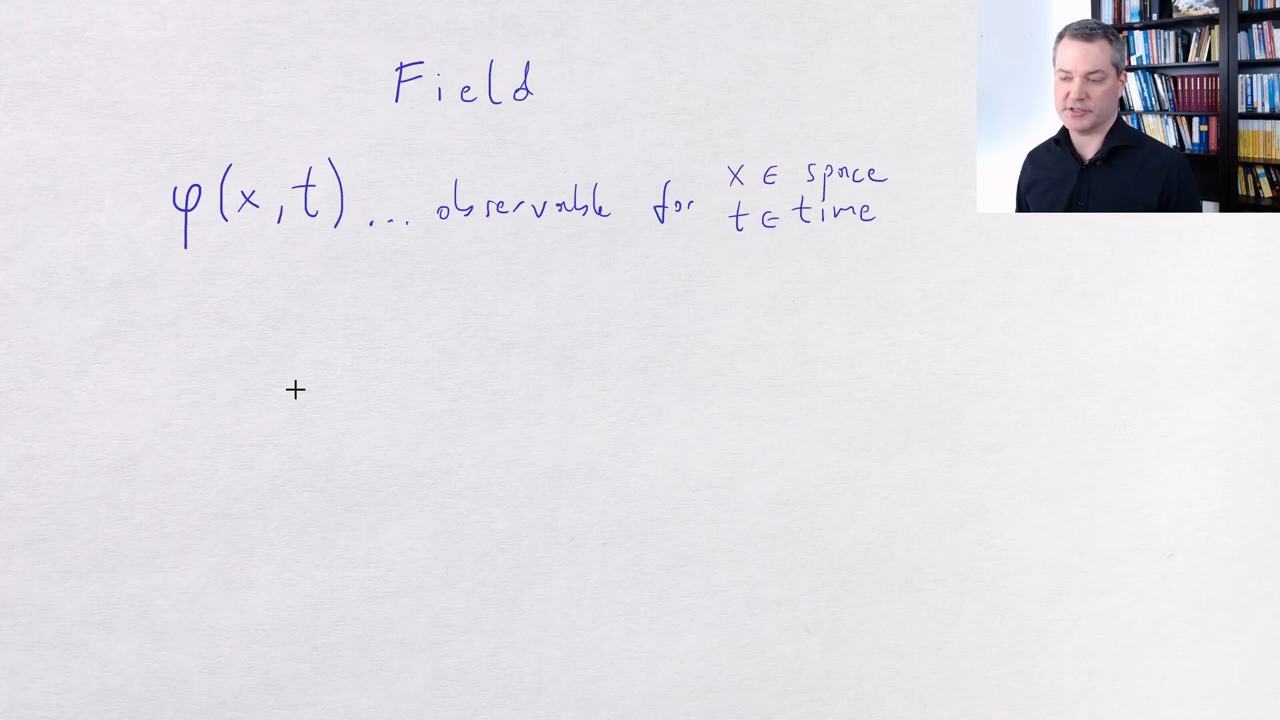 Field
φ(x,t)... observable for x ∈ space
t ∈ time